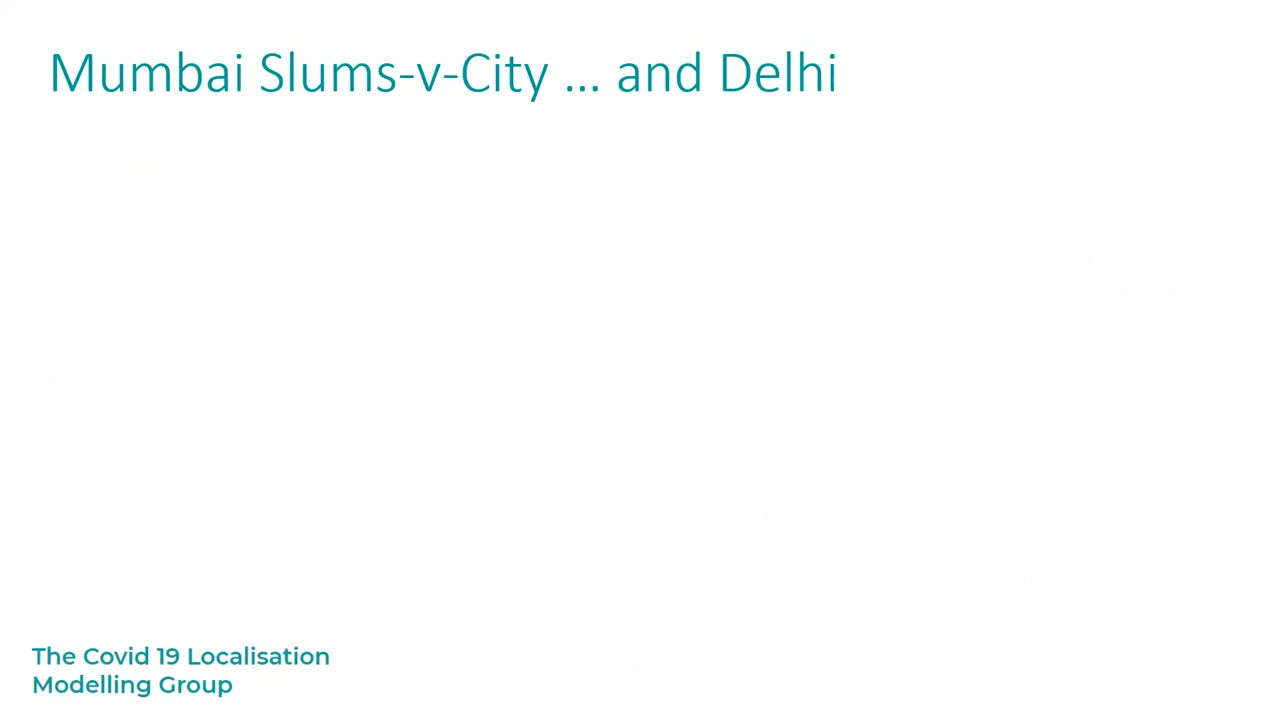 Mumbai Slums-v-City ... and Delhi
The Covid 19 Localisation
Modelling Group